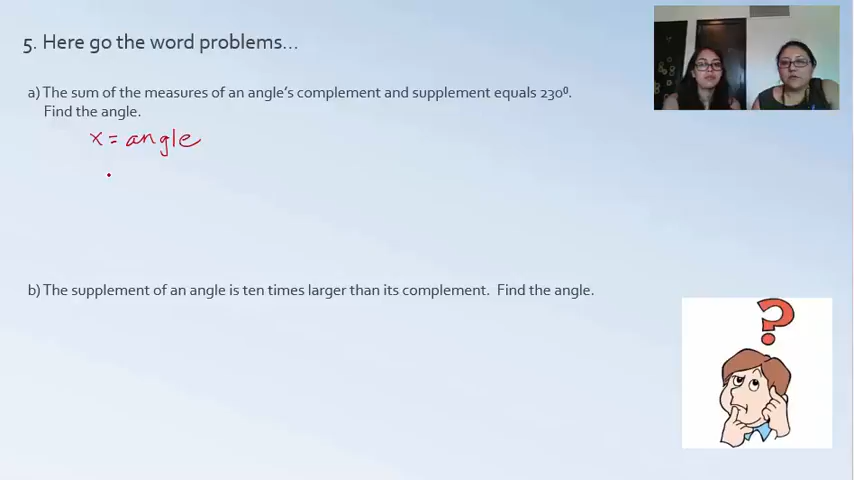 5. Here go the word problems...
a) The sum of the measures of an angle's complement and supplement equals 230⁰.
Find the angle.
x = angle
b) The supplement of an angle is ten times larger than its complement. Find the angle.
?